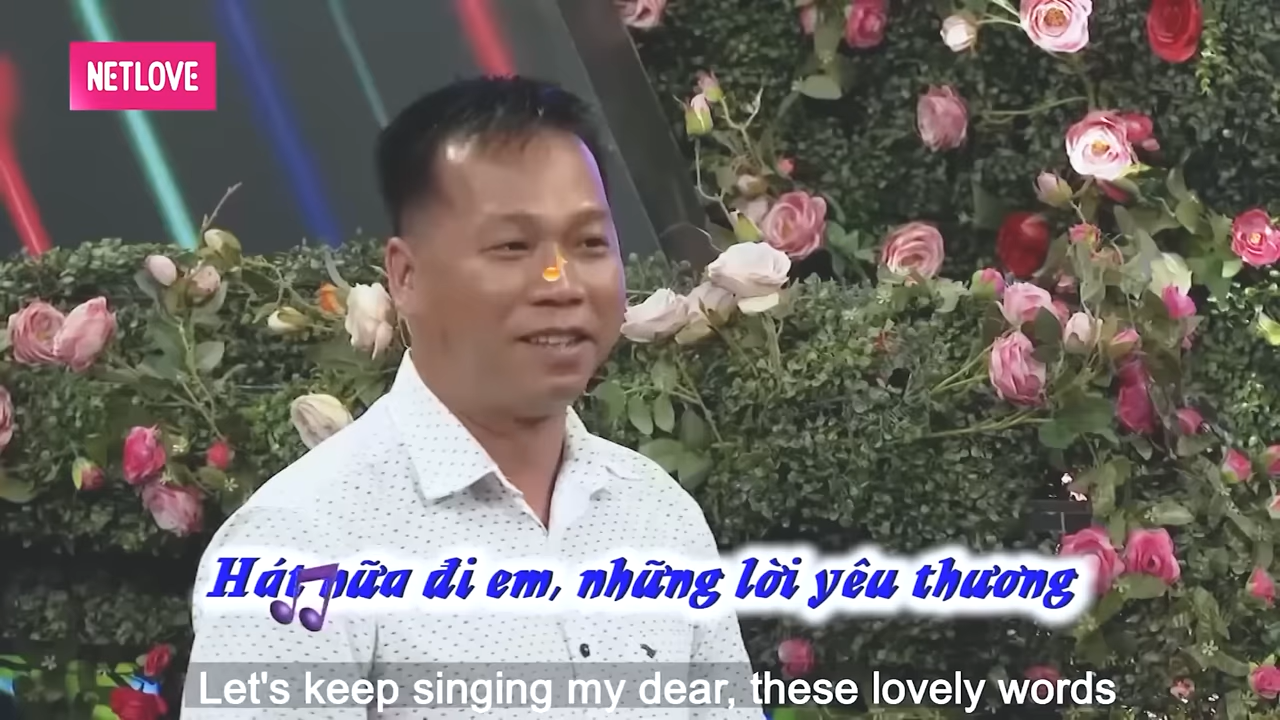 NETLOVE
Hát nữa đi em, những lời yêu thương
Let's keep singing my dear, these lovely words